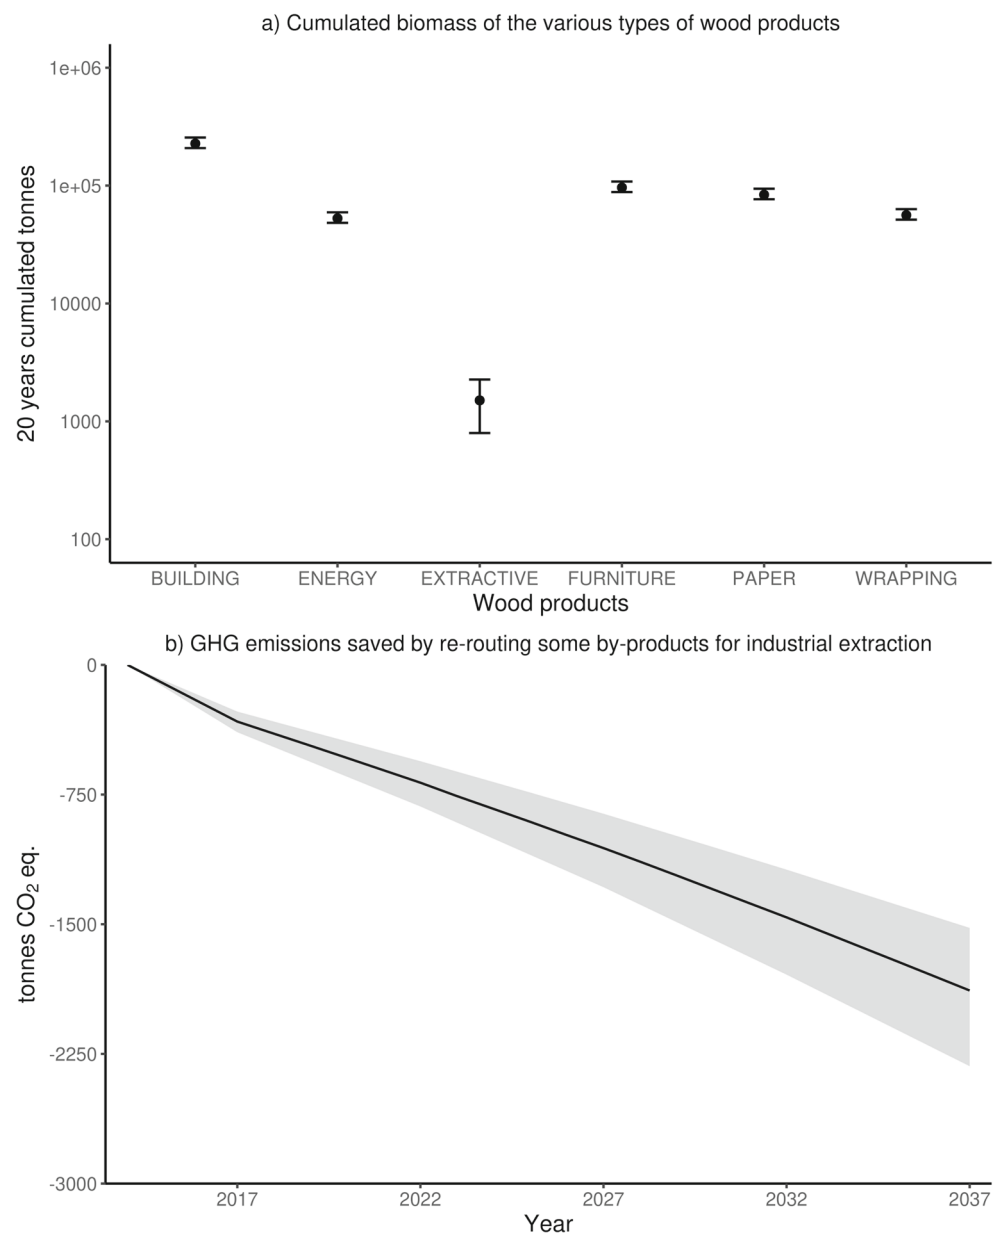 a) Cumulated biomass of the various types of wood products
20 years cumulated tonnes
1e+06
1e+05
10000
1000
100
BUILDING ENERGY EXTRACTIVE FURNITURE PAPER WRAPPING
Wood products
b) GHG emissions saved by re-routing some by-products for industrial extraction
tonnes CO₂ eq.
0
-750
-1500
-2250
-3000
2017 2022 2027 2032 2037
Year